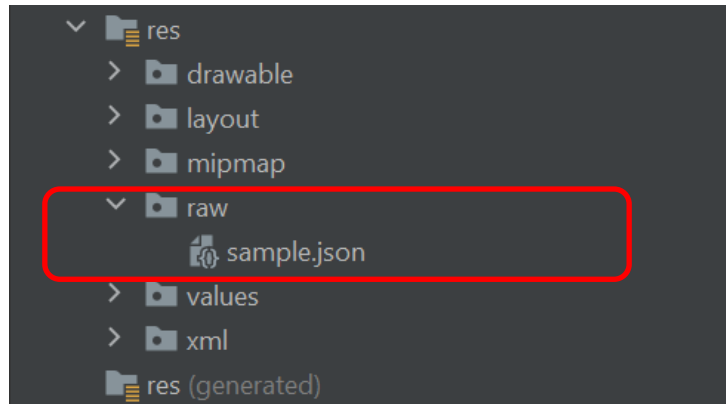 res
drawable
layout
mipmap
raw
sample.json
values
xml
res (generated)